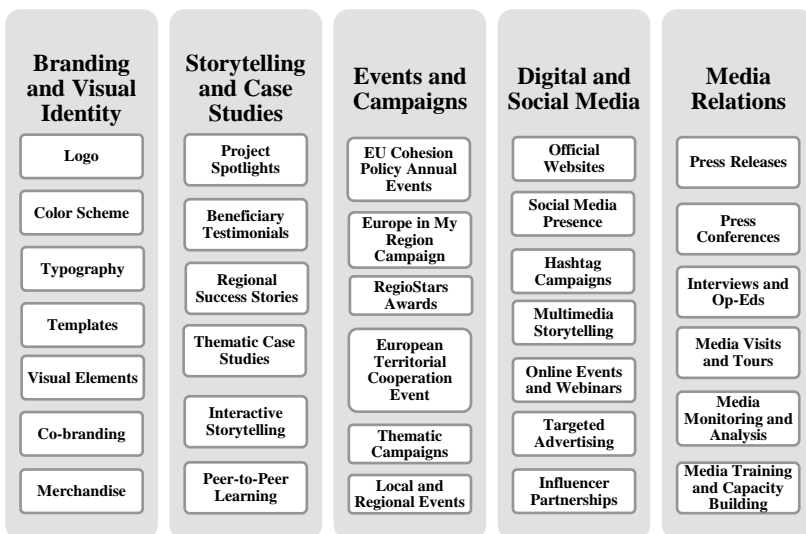 Branding
and Visual
Identity
Logo
Color Scheme
Typography
Templates
Visual Elements
Co-branding
Merchandise
Storytelling
and Case
Studies
Project
Spotlights
Beneficiary
Testimonials
Regional
Success Stories
Thematic Case
Studies
Interactive
Storytelling
Peer-to-Peer
Learning
Events and
Campaigns
EU Cohesion
Policy Annual
Events
Europe in My
Region
Campaign
RegioStars
Awards
European
Territorial
Cooperation
Event
Thematic
Campaigns
Local and
Regional Events
Digital and
Social Media
Official
Websites
Social Media
Presence
Hashtag
Campaigns
Multimedia
Storytelling
Online Events
and Webinars
Targeted
Advertising
Influencer
Partnerships
Media
Relations
Press Releases
Press
Conferences
Interviews and
Op-Eds
Media Visits
and Tours
Media
Monitoring and
Analysis
Media Training
and Capacity
Building